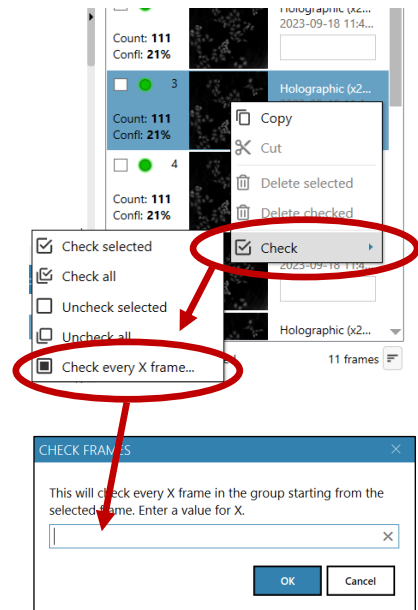 Holographic (x2...
2023-09-18 11:4...
Count: 111
Confl: 21%
3
Holographic (x2...
Count: 111
Confl: 21%
4
Count: 111
Confl: 21%
Copy
Cut
Delete selected
Delete checked
Check
2023-09-18 11:4...
Check selected
Check all
Uncheck selected
Uncheck all
Check every X frame...
Holographic (x2...
11 frames
CHECK FRAMES
This will check every X frame in the group starting from the
selected frame. Enter a value for X.
OK
Cancel